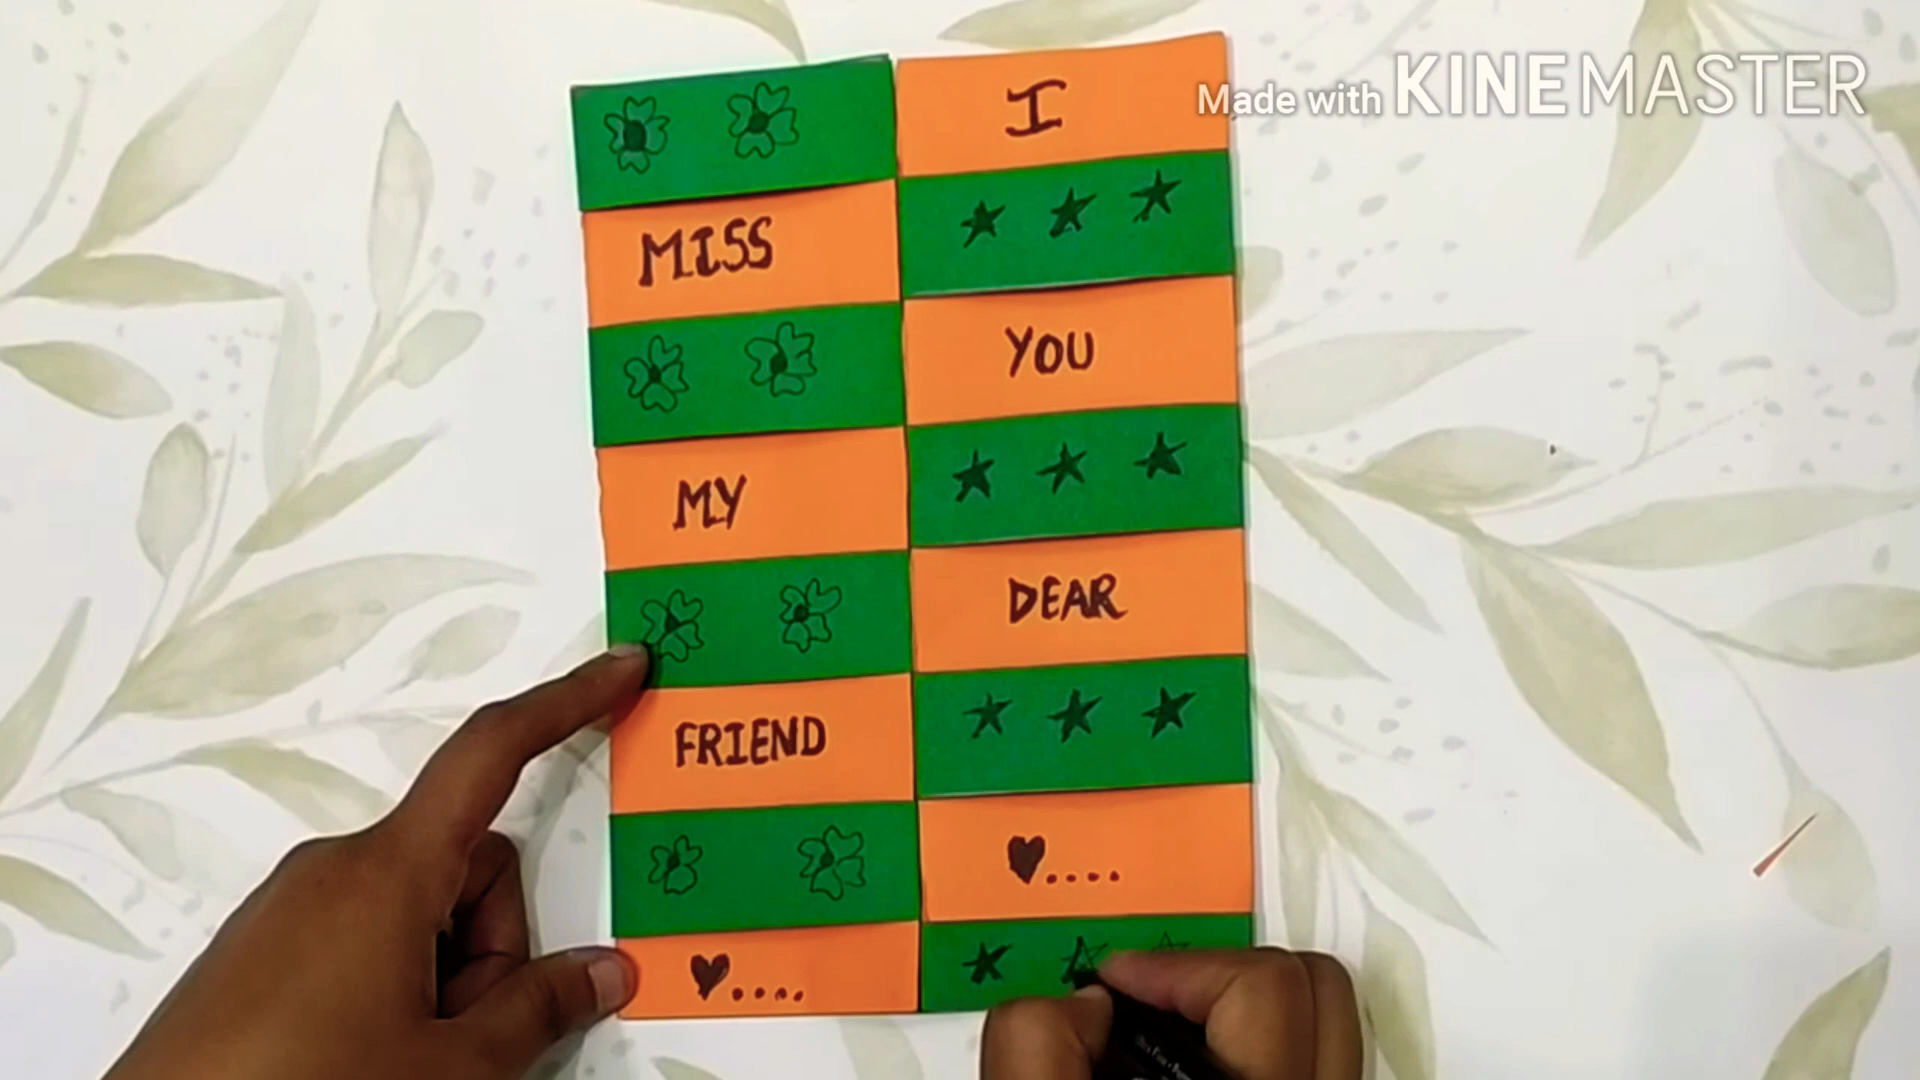 Made with KINEMASTER
I
MISS
YOU
MY
DEAR
FRIEND
♥....
♥....